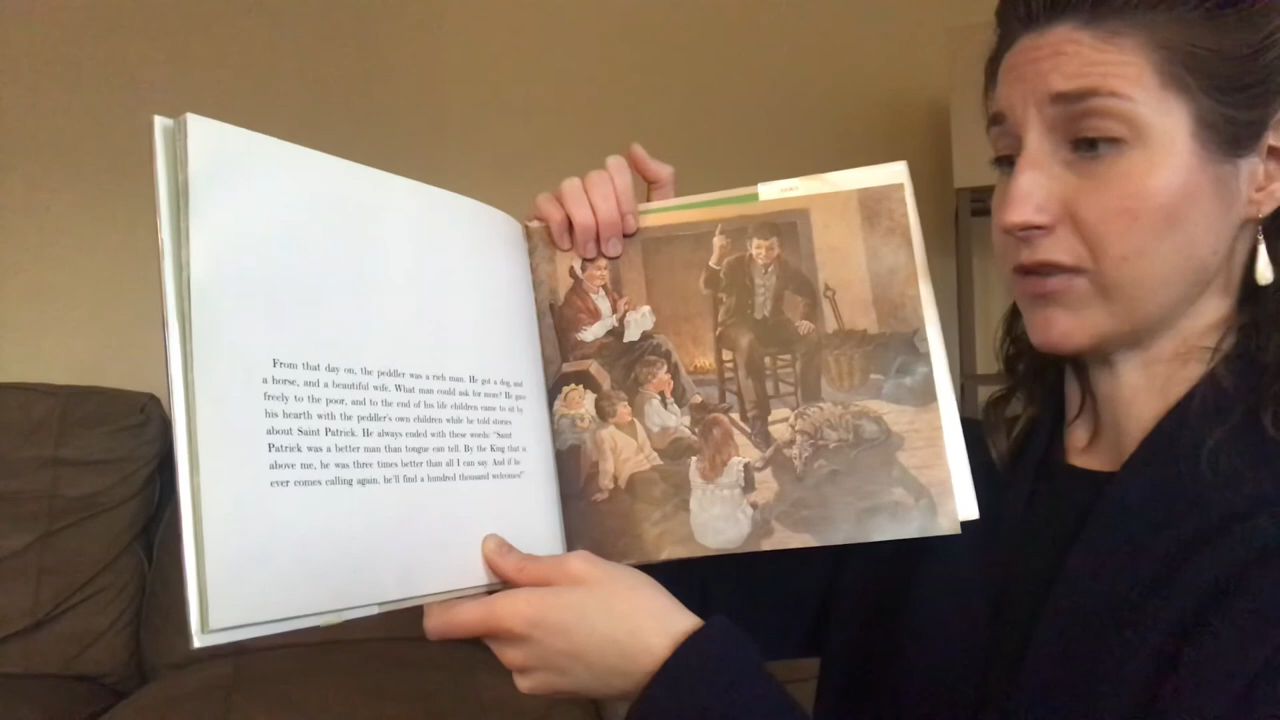 From that day on, the peddler was a rich man. He got a dog, and
a horse, and a beautiful wife. What man could ask for more? He gave
freely to the poor, and to the end of his life children came to sit by
his hearth with the peddler's own children while he told stories
about Saint Patrick. He always ended with these words: "Saint
Patrick was a better man than tongue can tell. By the King that is
above me, he was three times better than all I can say. And if he
ever comes calling again, he'll find a hundred thousand welcomes!"